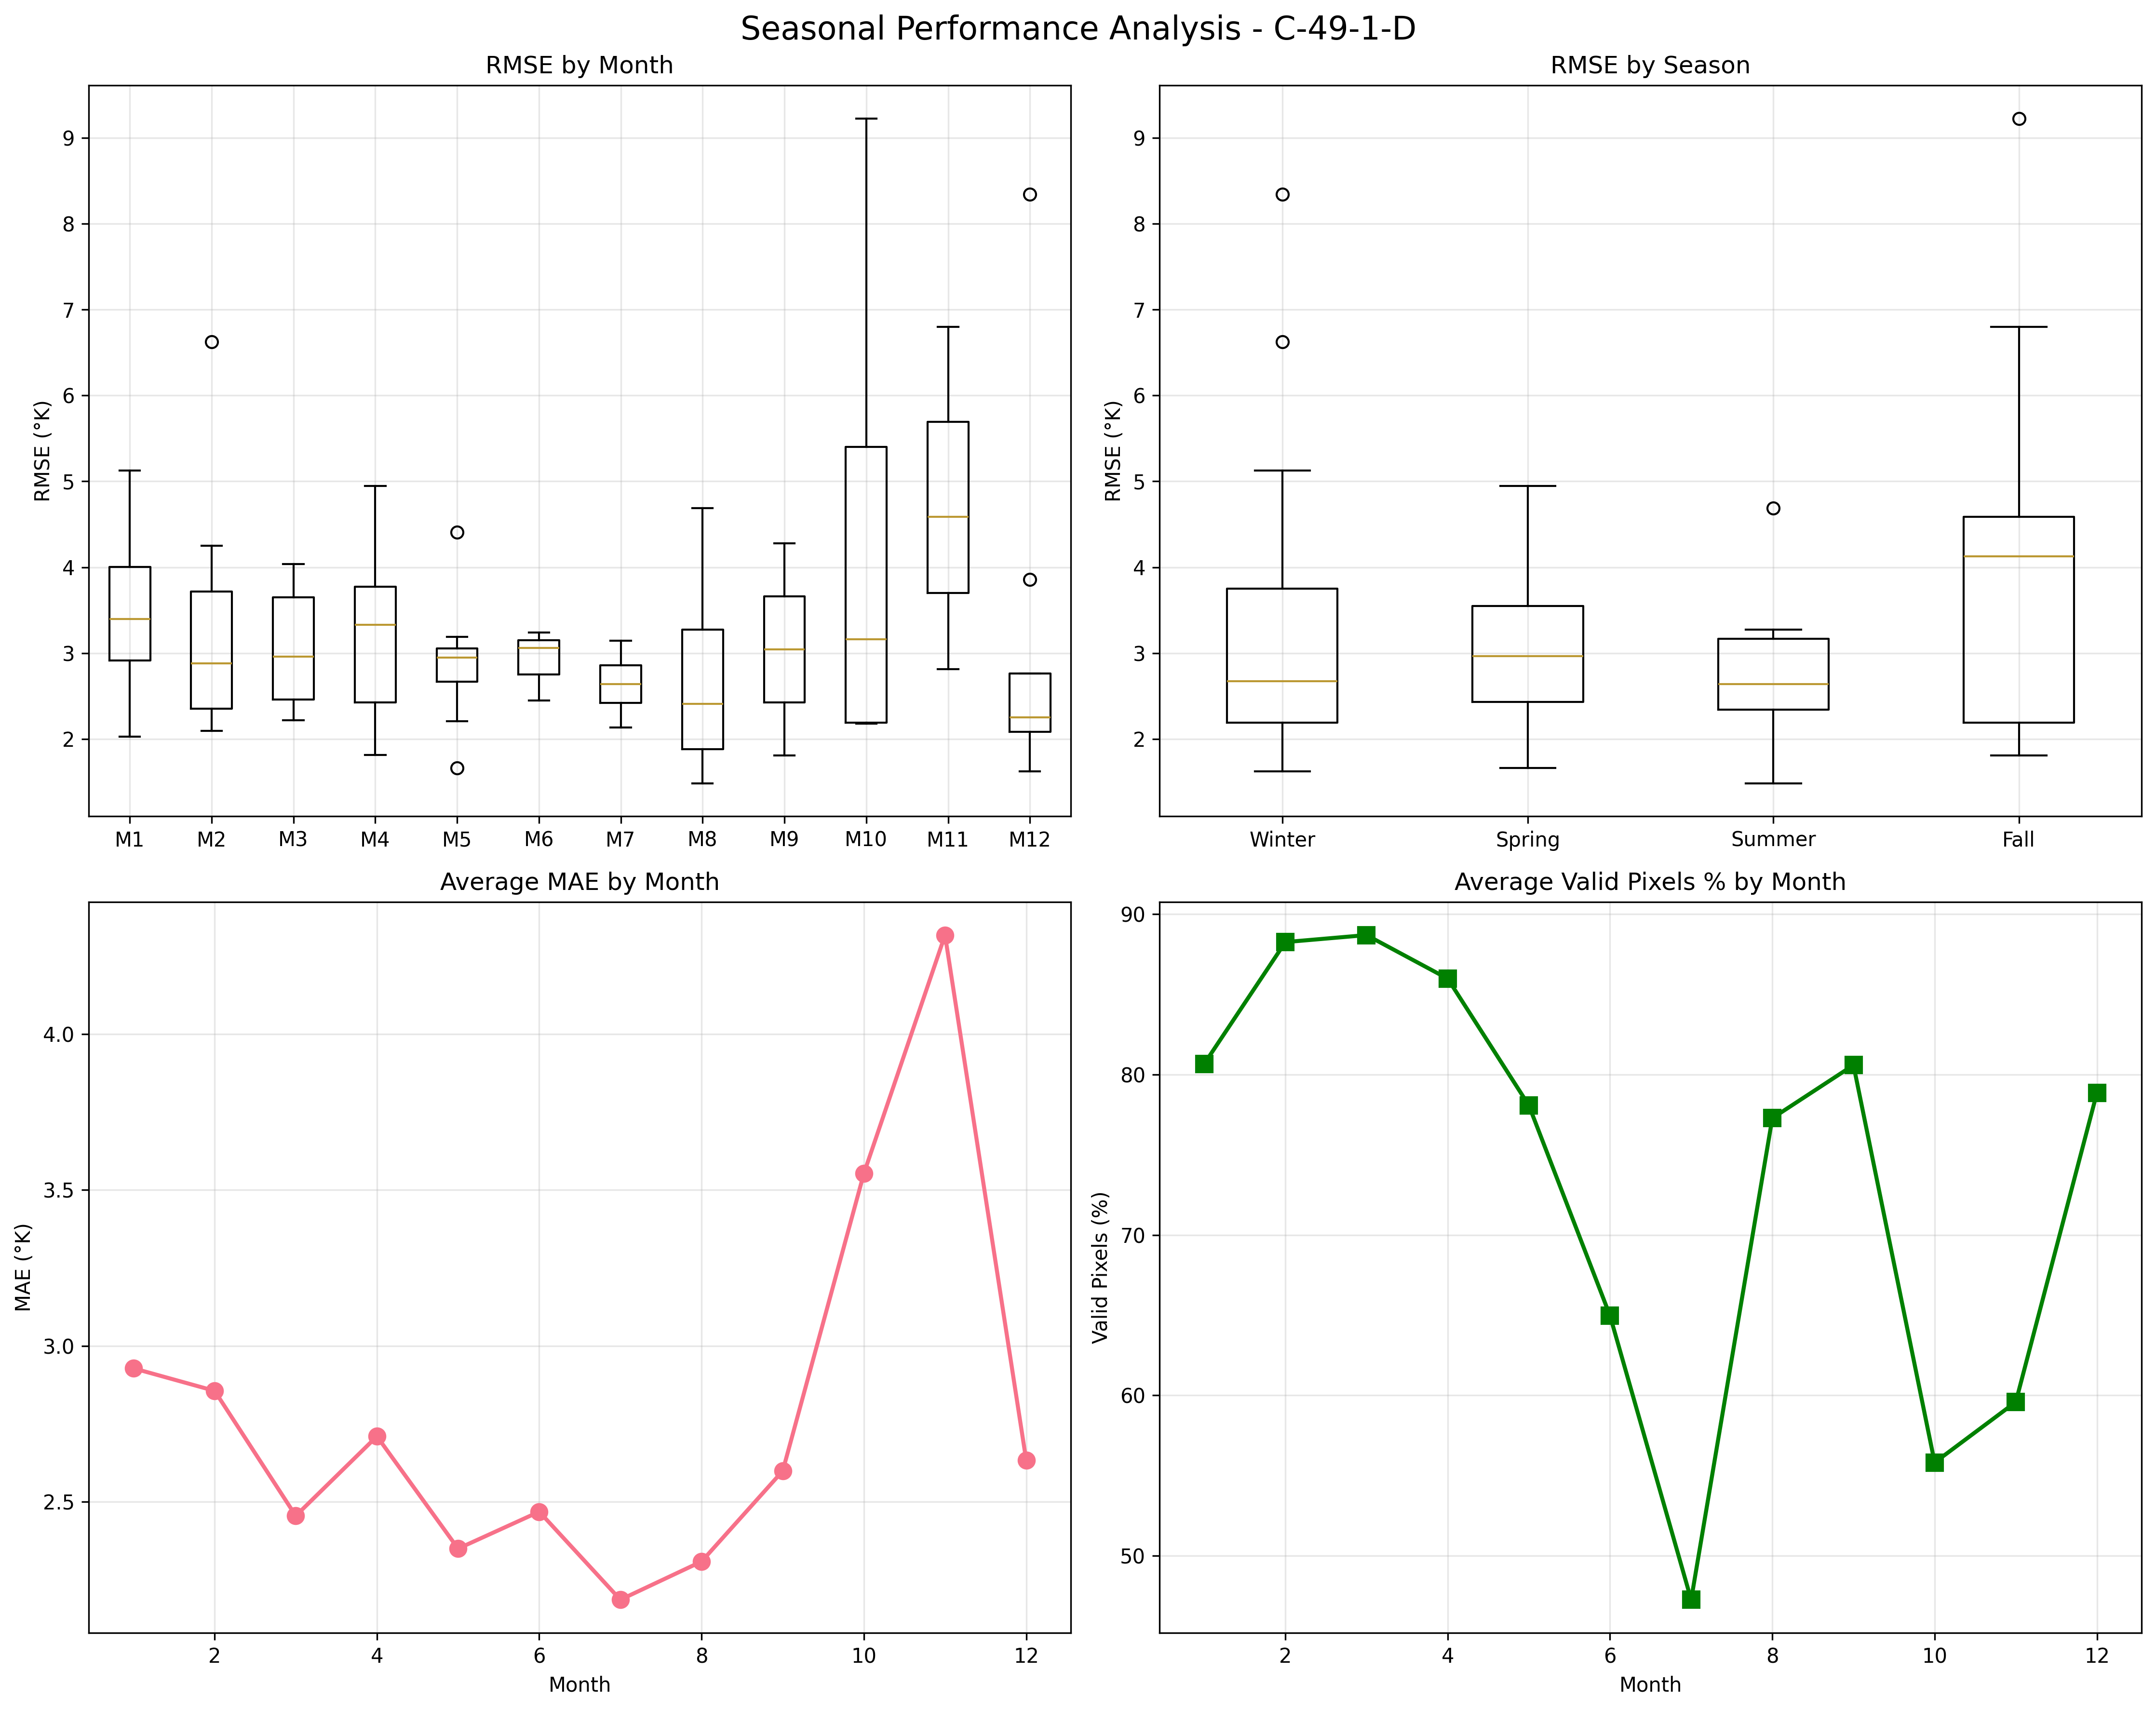 Seasonal Performance Analysis - C-49-1-D
RMSE by Month
RMSE (°K)
9
8
7
6
5
4
3
2
M1 M2 M3 M4 M5 M6 M7 M8 M9 M10 M11 M12
RMSE by Season
RMSE (°K)
9
8
7
6
5
4
3
2
Winter Spring Summer Fall
Average MAE by Month
MAE (°K)
4.0
3.5
3.0
2.5
2 4 6 8 10 12
Month
Average Valid Pixels % by Month
Valid Pixels (%)
90
80
70
60
50
2 4 6 8 10 12
Month